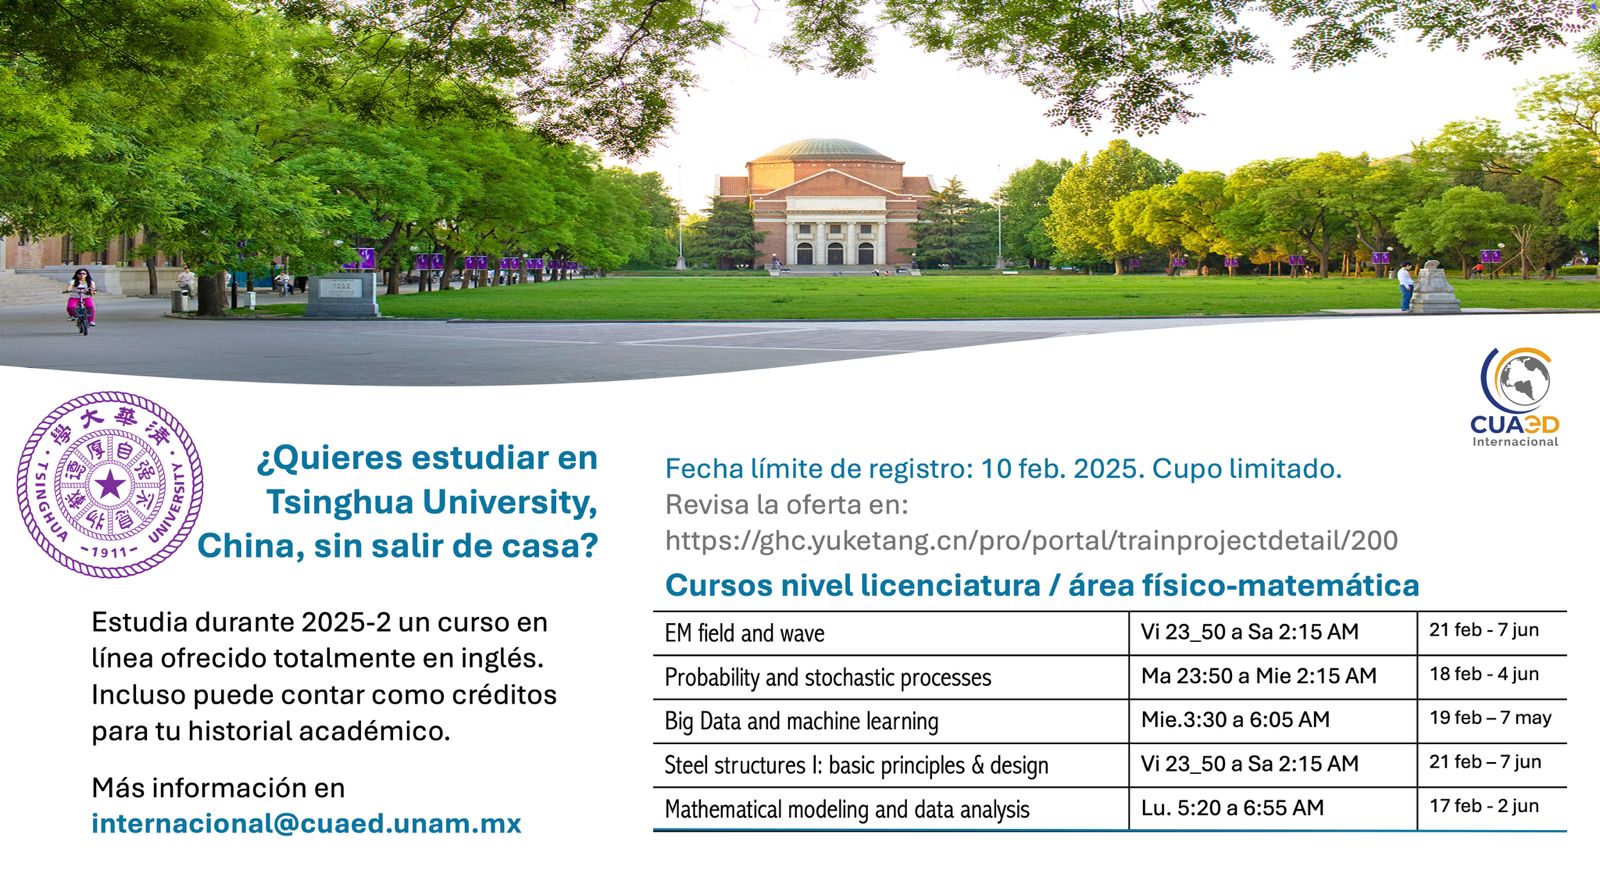 清華大學
TSINGHUA UNIVERSITY
自强不息
厚德載物
-1911-
¿Quieres estudiar en
Tsinghua University,
China, sin salir de casa?
Estudia durante 2025-2 un curso en
línea ofrecido totalmente en inglés.
Incluso puede contar como créditos
para tu historial académico.
Más información en
internacional@cuaed.unam.mx
CUAED
Internacional
Fecha límite de registro: 10 feb. 2025. Cupo limitado.
Revisa la oferta en:
https://ghc.yuketang.cn/pro/portal/trainprojectdetail/200
Cursos nivel licenciatura / área físico-matemática
EM field and wave Vi 23_50 a Sa 2:15 AM 21 feb - 7 jun
Probability and stochastic processes Ma 23:50 a Mie 2:15 AM 18 feb - 4 jun
Big Data and machine learning Mie.3:30 a 6:05 AM 19 feb – 7 may
Steel structures I: basic principles & design Vi 23_50 a Sa 2:15 AM 21 feb – 7 jun
Mathematical modeling and data analysis Lu. 5:20 a 6:55 AM 17 feb - 2 jun